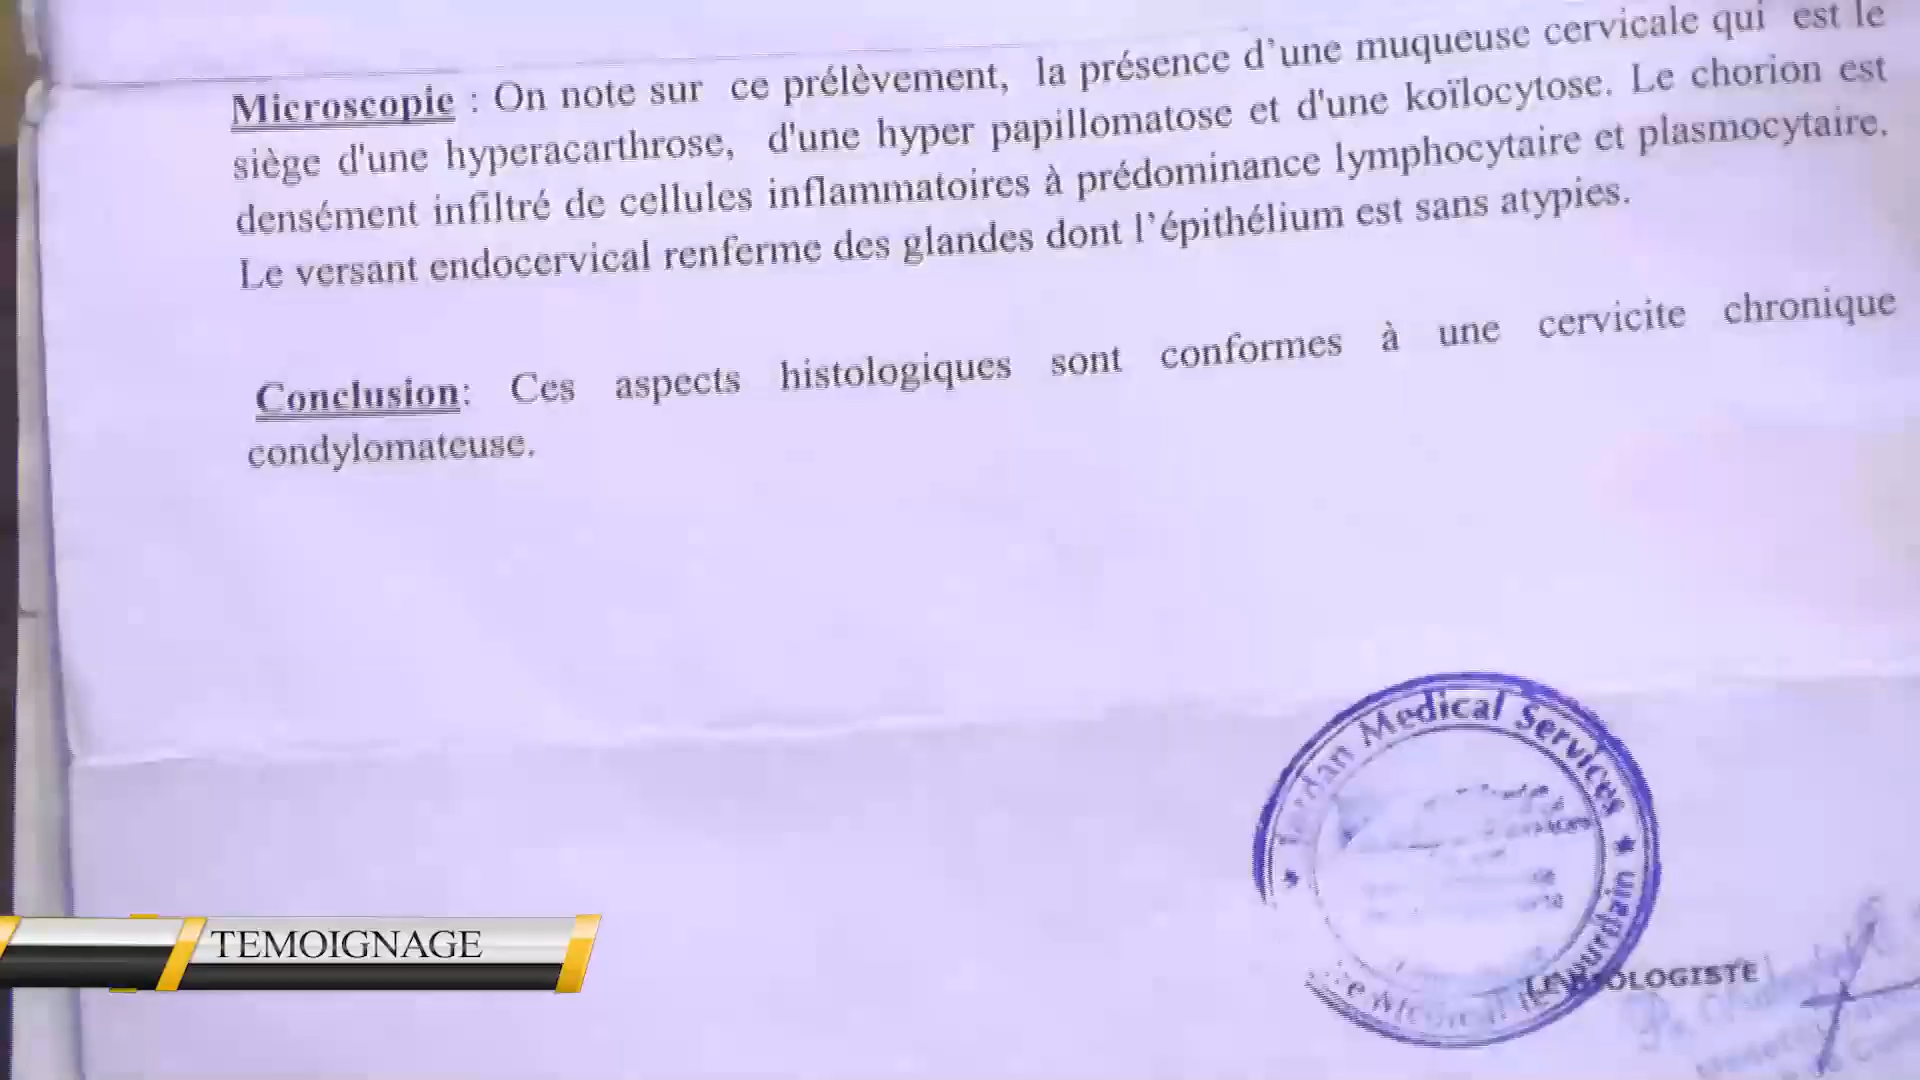 Microscopie : On note sur ce prélèvement, la présence d'une muqueuse cervicale qui est le
siège d'une hyperacarthrose, d'une hyper papillomatose et d'une koïlocytose. Le chorion est
densément infiltré de cellules inflammatoires à prédominance lymphocytaire et plasmocytaire.
Le versant endocervical renferme des glandes dont l'épithélium est sans atypies.
Conclusion: Ces aspects histologiques sont conformes à une cervicite chronique
condylomateuse.
Medical Services
TEMOIGNAGE